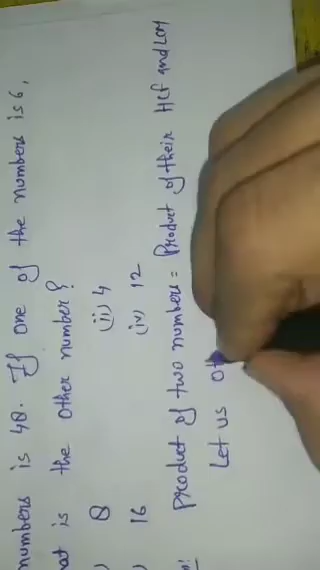 numbers is 48. If one of the numbers is 6,
at is the other number?
) 8 (ii) 4
) 16 (iv) 12
Product of two numbers = Product of their HCF and LCM
Let us ot